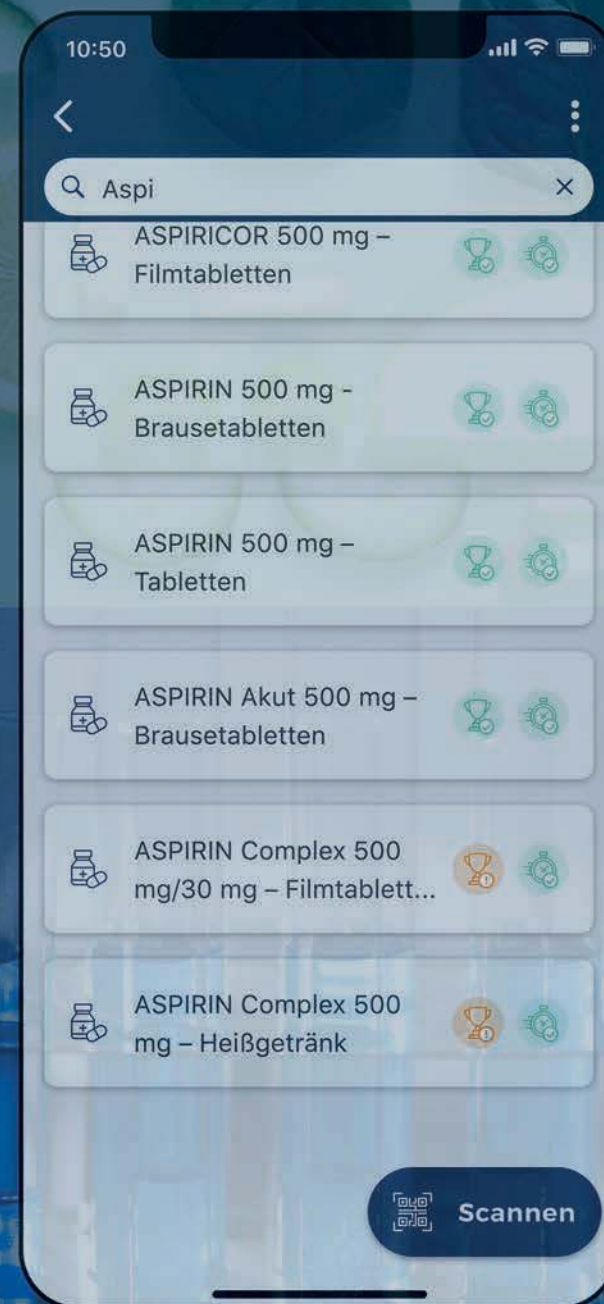 10:50
Aspi
ASPIRICOR 500 mg –
Filmtabletten
ASPIRIN 500 mg -
Brausetabletten
ASPIRIN 500 mg –
Tabletten
ASPIRIN Akut 500 mg –
Brausetabletten
ASPIRIN Complex 500
mg/30 mg – Filmtablett...
ASPIRIN Complex 500
mg – Heißgetränk
Scannen